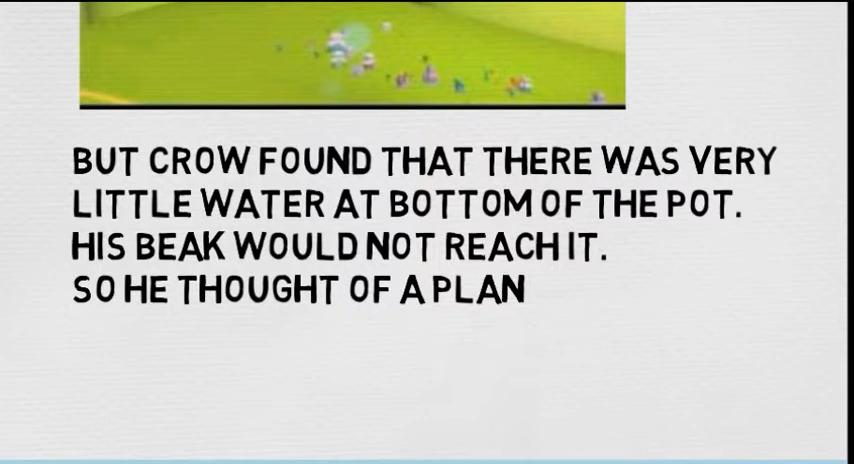 BUT CROW FOUND THAT THERE WAS VERY
LITTLE WATER AT BOTTOM OF THE POT.
HIS BEAK WOULD NOT REACH IT.
SO HE THOUGHT OF A PLAN